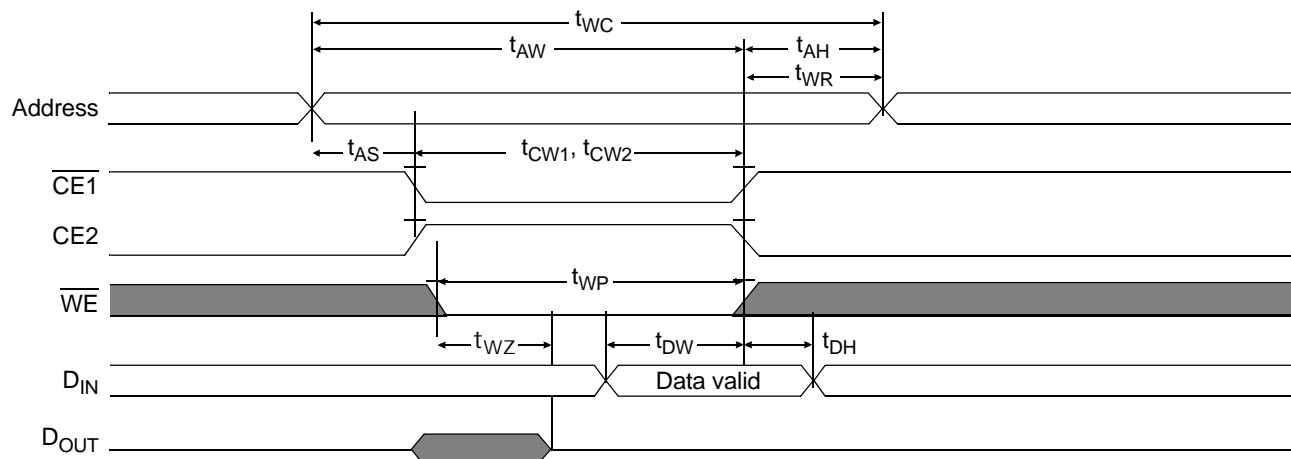 tWC
tAW tAH
tWR
Address
tAS tCW1, tCW2
CE1
CE2
tWP
WE
tWZ tDW tDH
DIN Data valid
DOUT